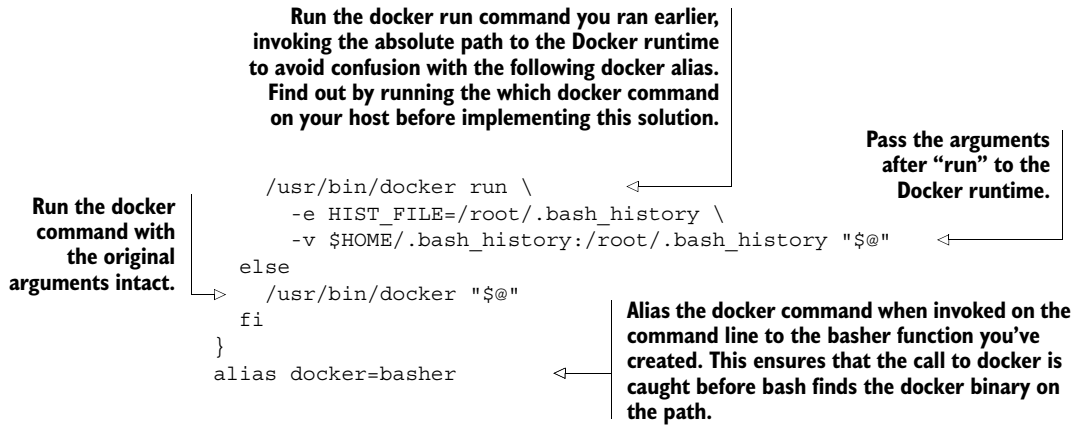 Run the docker run command you ran earlier,
invoking the absolute path to the Docker runtime
to avoid confusion with the following docker alias.
Find out by running the which docker command
on your host before implementing this solution.
Pass the arguments
after “run” to the
Docker runtime.
/usr/bin/docker run \
-e HIST_FILE=/root/.bash_history \
-v $HOME/.bash_history:/root/.bash_history "$@"
Run the docker
command with
the original
arguments intact.
else
/usr/bin/docker "$@"
fi
}
alias docker=basher
Alias the docker command when invoked on the
command line to the basher function you’ve
created. This ensures that the call to docker is
caught before bash finds the docker binary on
the path.